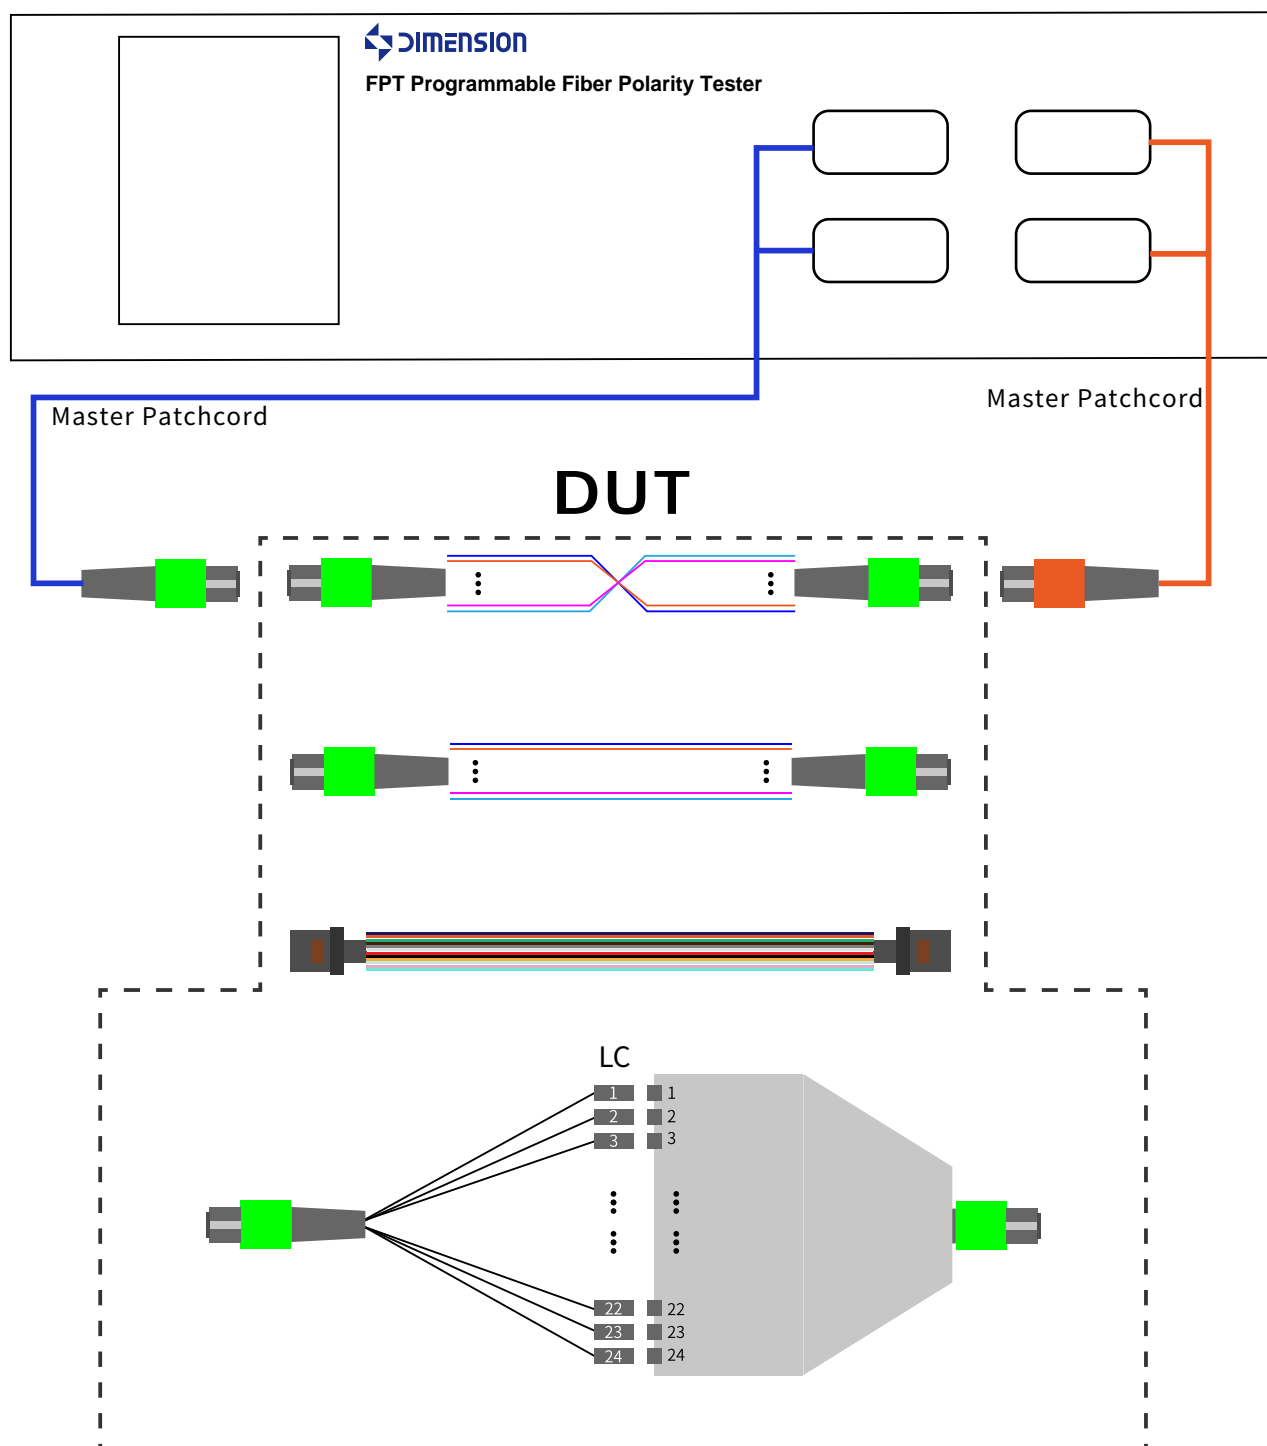 DIMENSION
FPT Programmable Fiber Polarity Tester
Master Patchcord
Master Patchcord
DUT
LC
1 1
2 2
3 3
22 22
23 23
24 24